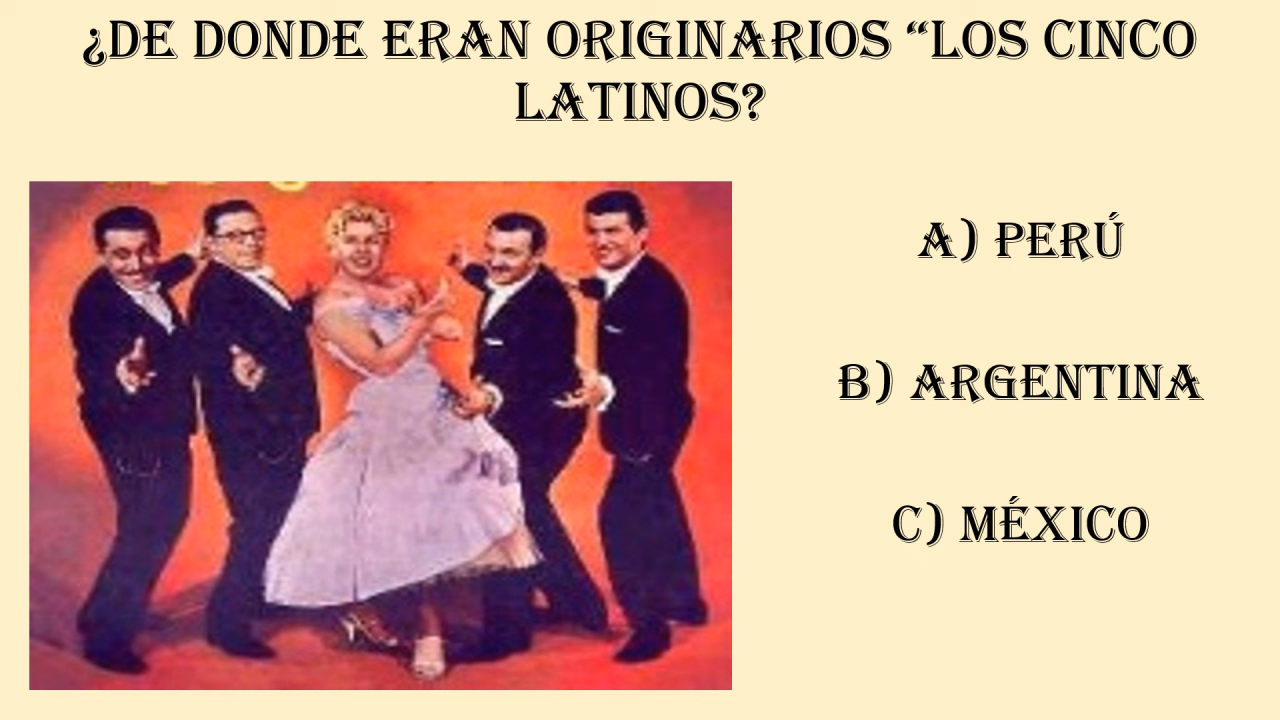 ¿DE DONDE ERAN ORIGINARIOS “LOS CINCO
LATINOS?
A) PERÚ
B) ARGENTINA
C) MÉXICO